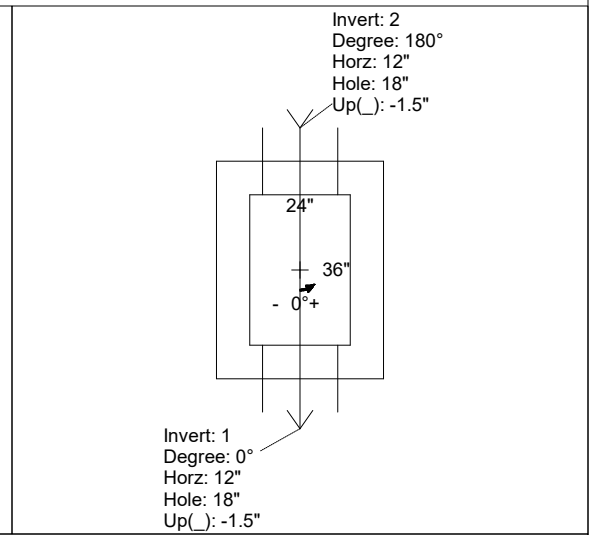 Invert: 2
Degree: 180°
Horz: 12"
Hole: 18"
Up(_): -1.5"
24"
36"
- 0°+
Invert: 1
Degree: 0°
Horz: 12"
Hole: 18"
Up(_): -1.5"